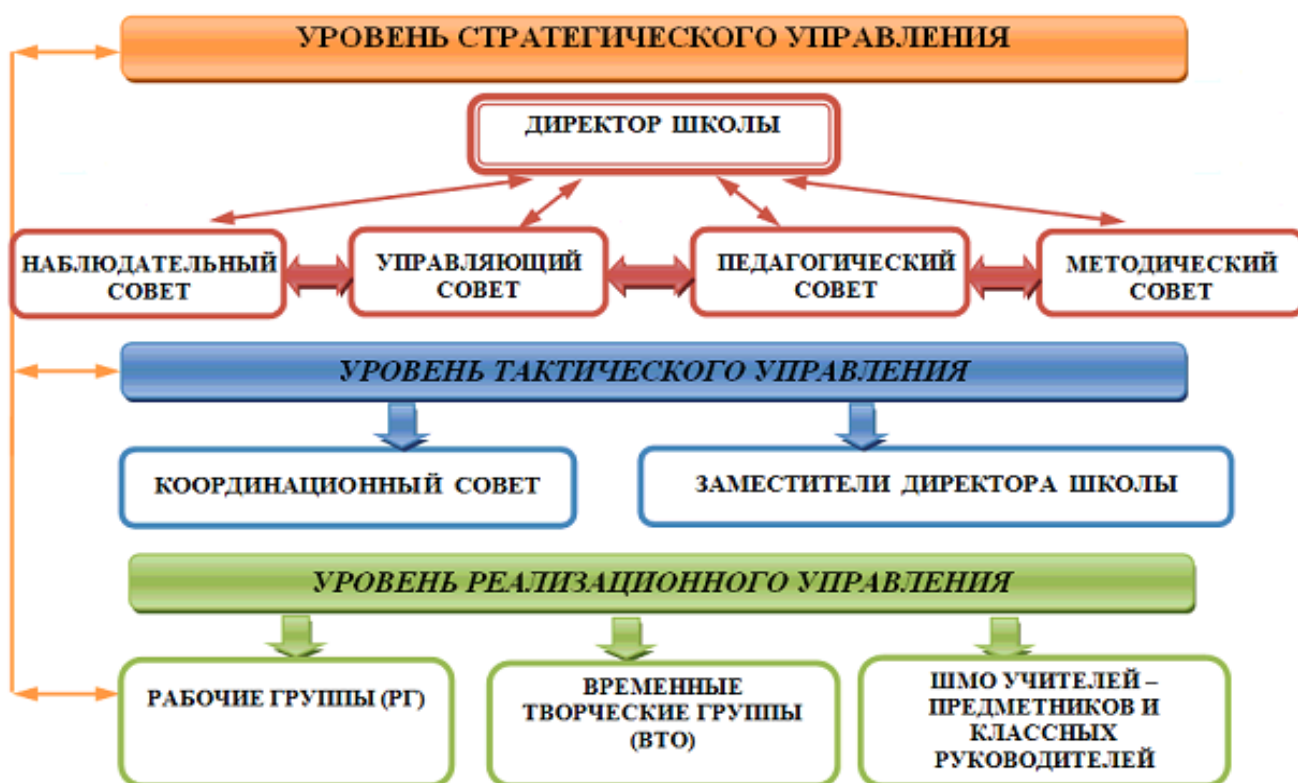 УРОВЕНЬ СТРАТЕГИЧЕСКОГО УПРАВЛЕНИЯ
ДИРЕКТОР ШКОЛЫ
НАБЛЮДАТЕЛЬНЫЙ
СОВЕТ
УПРАВЛЯЮЩИЙ
СОВЕТ
ПЕДАГОГИЧЕСКИЙ
СОВЕТ
МЕТОДИЧЕСКИЙ
СОВЕТ
УРОВЕНЬ ТАКТИЧЕСКОГО УПРАВЛЕНИЯ
КООРДИНАЦИОННЫЙ СОВЕТ
ЗАМЕСТИТЕЛИ ДИРЕКТОРА ШКОЛЫ
УРОВЕНЬ РЕАЛИЗАЦИОННОГО УПРАВЛЕНИЯ
РАБОЧИЕ ГРУППЫ (РГ)
ВРЕМЕННЫЕ
ТВОРЧЕСКИЕ ГРУППЫ
(ВТО)
ШМО УЧИТЕЛЕЙ –
ПРЕДМЕТНИКОВ И
КЛАССНЫХ
РУКОВОДИТЕЛЕЙ